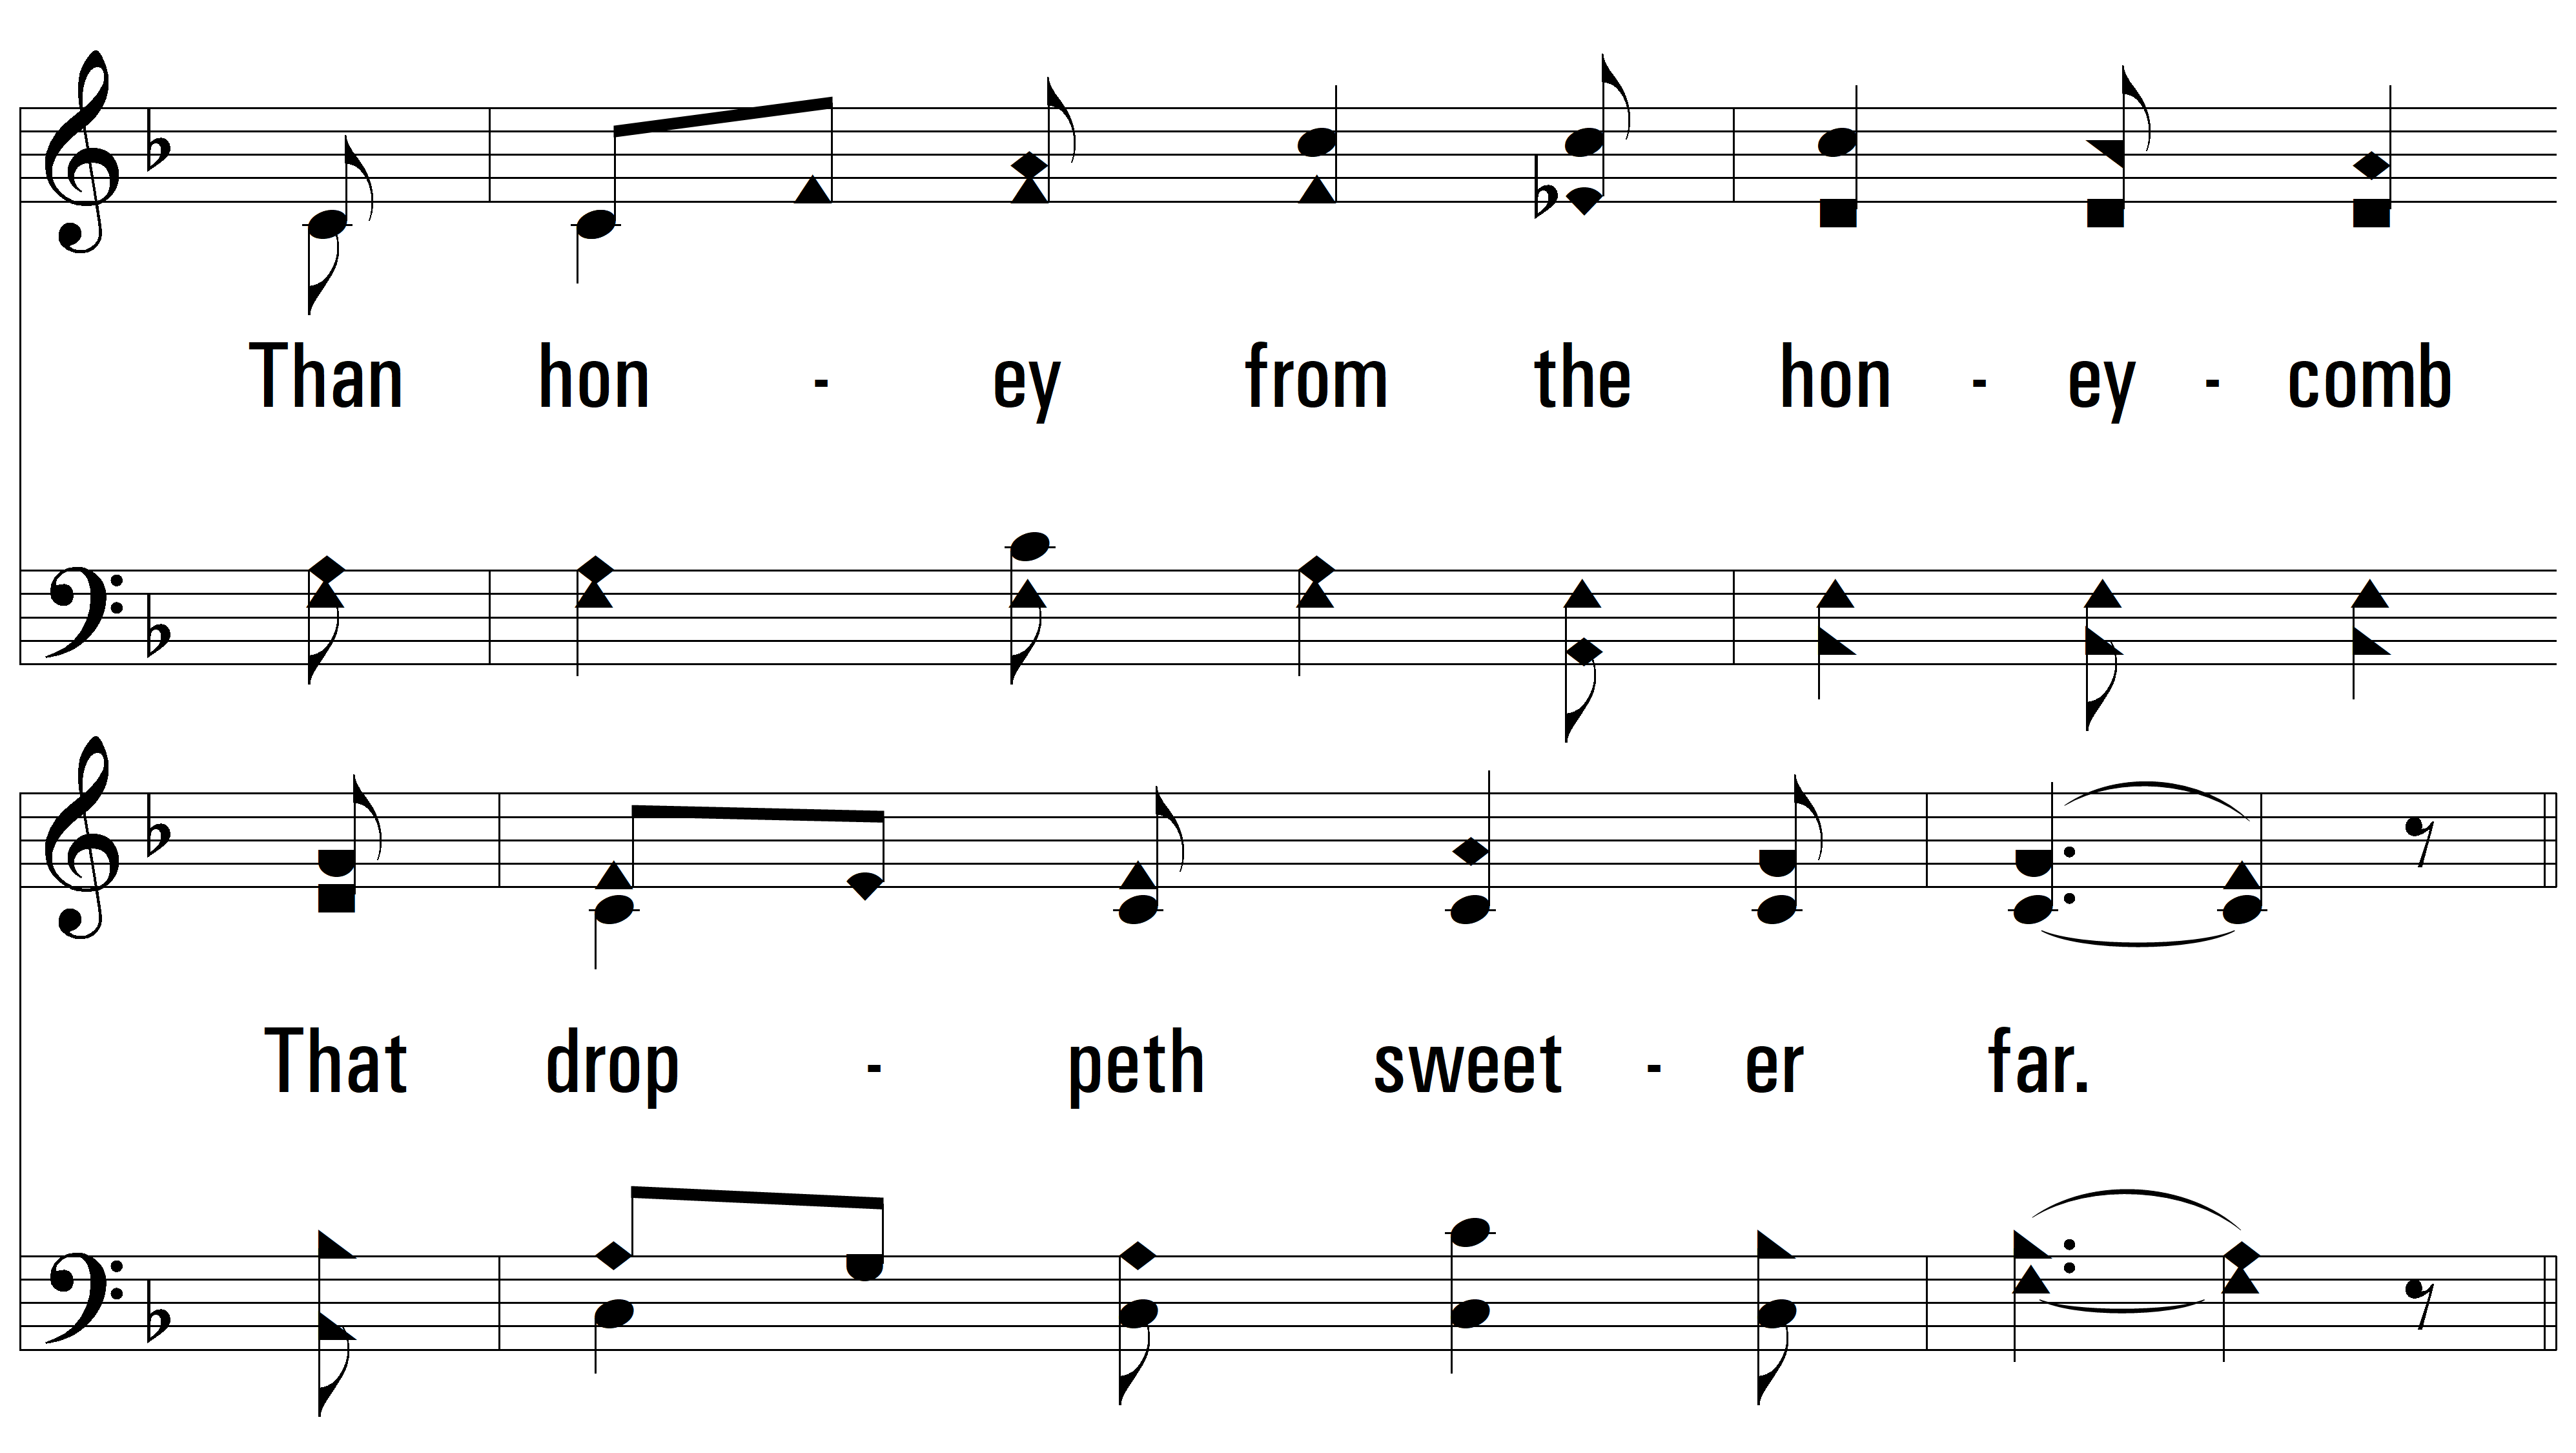 Than hon - ey from the hon - ey - comb
That drop - peth sweet - er far.